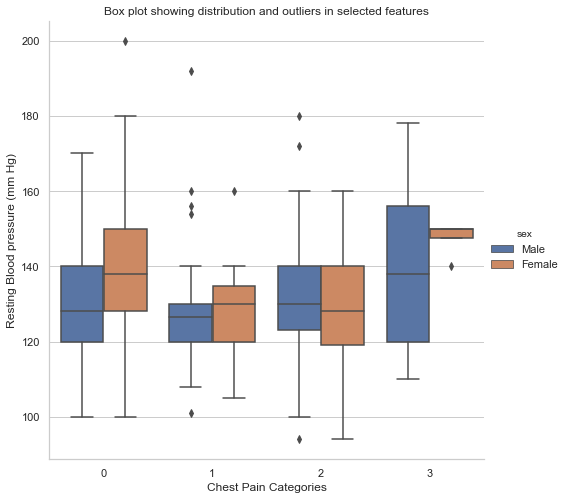 Box plot showing distribution and outliers in selected features
200
180
160
140
120
100
Resting Blood pressure (mm Hg)
0 1 2 3
Chest Pain Categories
sex
Male
Female